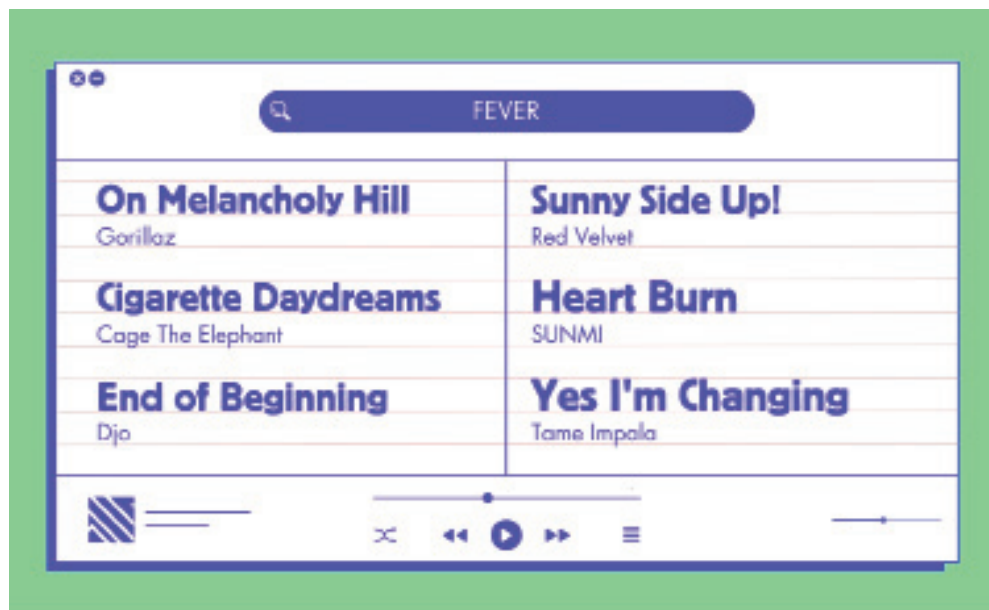 FEVER
On Melancholy Hill
Gorillaz
Cigarette Daydreams
Cage The Elephant
End of Beginning
Djo
Sunny Side Up!
Red Velvet
Heart Burn
SUNMI
Yes I'm Changing
Tame Impala